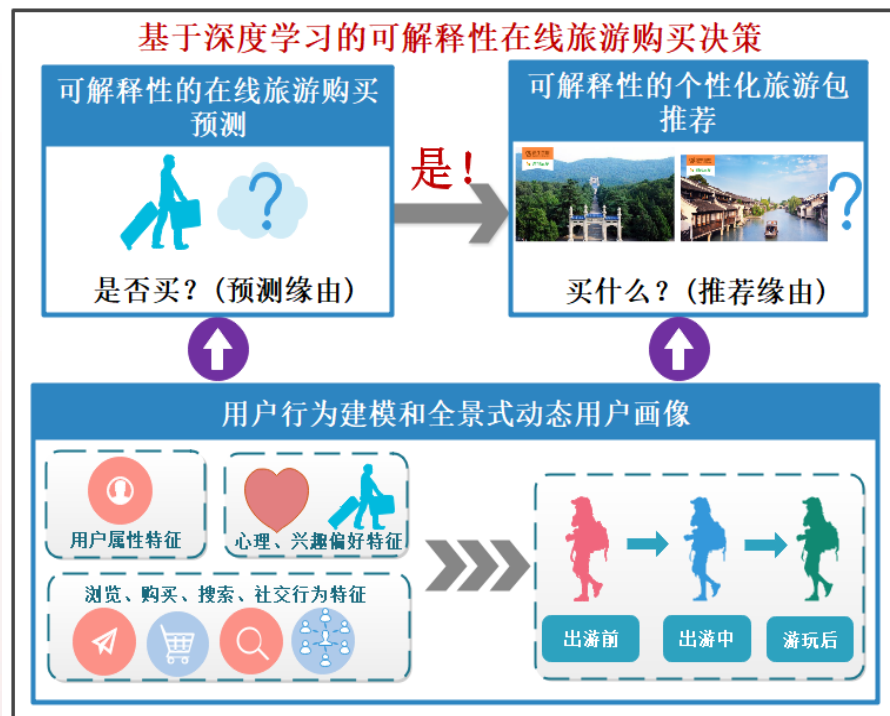 基于深度学习的可解释性在线旅游购买决策
可解释性的在线旅游购买
预测
是否买？(预测缘由)
是！
可解释性的个性化旅游包
推荐
买什么？(推荐缘由)
用户行为建模和全景式动态用户画像
用户属性特征
心理、兴趣偏好特征
浏览、购买、搜索、社交行为特征
出游前
出游中
游玩后